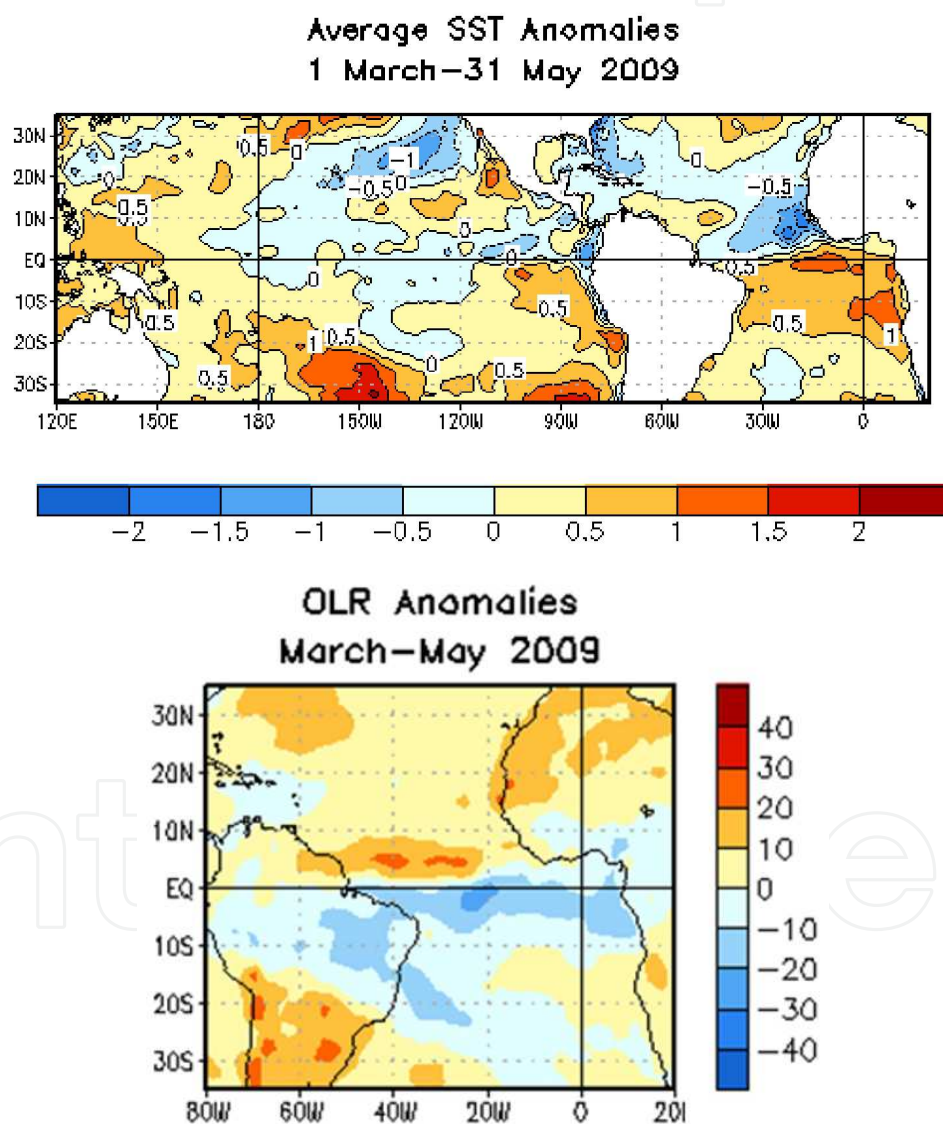 Average SST Anomalies
1 March–31 May 2009
30N
20N
10N
EQ
10S
20S
30S
0.5
0
-1
-0.5
0
0
0.5
0.5
0
0
0
0.5
0.5
1
0.5
0.5
0
0.5
0
-0.5
0.5
0.5
1
120E 150E 180 150W 120W 90W 60W 30W 0
-2 -1.5 -1 -0.5 0 0.5 1 1.5 2
OLR Anomalies
March–May 2009
30N
20N
10N
EQ
10S
20S
30S
80W 60W 40W 20W 0
40
30
20
10
0
-10
-20
-30
-40